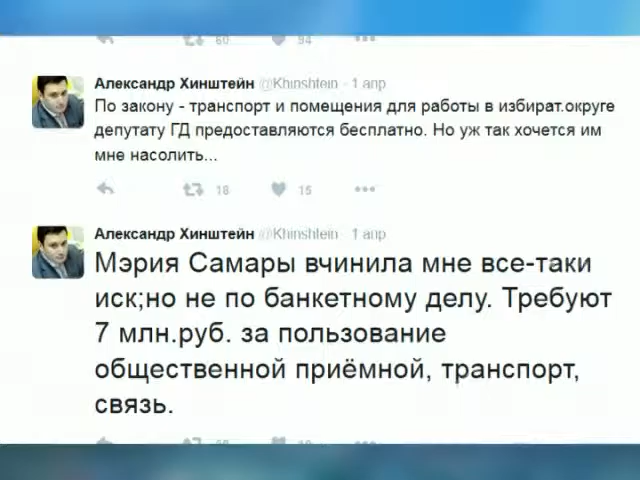 60 94
Александр Хинштейн @Khinshtein · 1 апр
По закону - транспорт и помещения для работы в избират.округе
депутату ГД предоставляются бесплатно. Но уж так хочется им
мне насолить...
18 15
Александр Хинштейн @Khinshtein · 1 апр
Мэрия Самары вчинила мне все-таки
иск;но не по банкетному делу. Требуют
7 млн.руб. за пользование
общественной приёмной, транспорт,
связь.